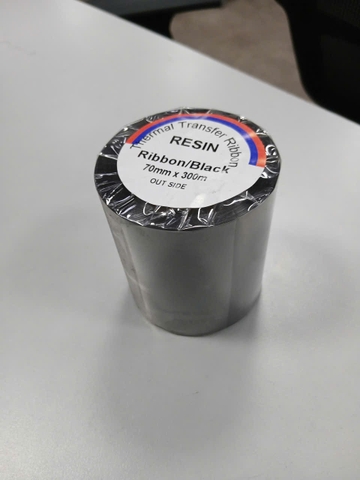 Thermal Transfer Ribbon
RESIN
Ribbon/Black
70mm x 300m
OUT SIDE